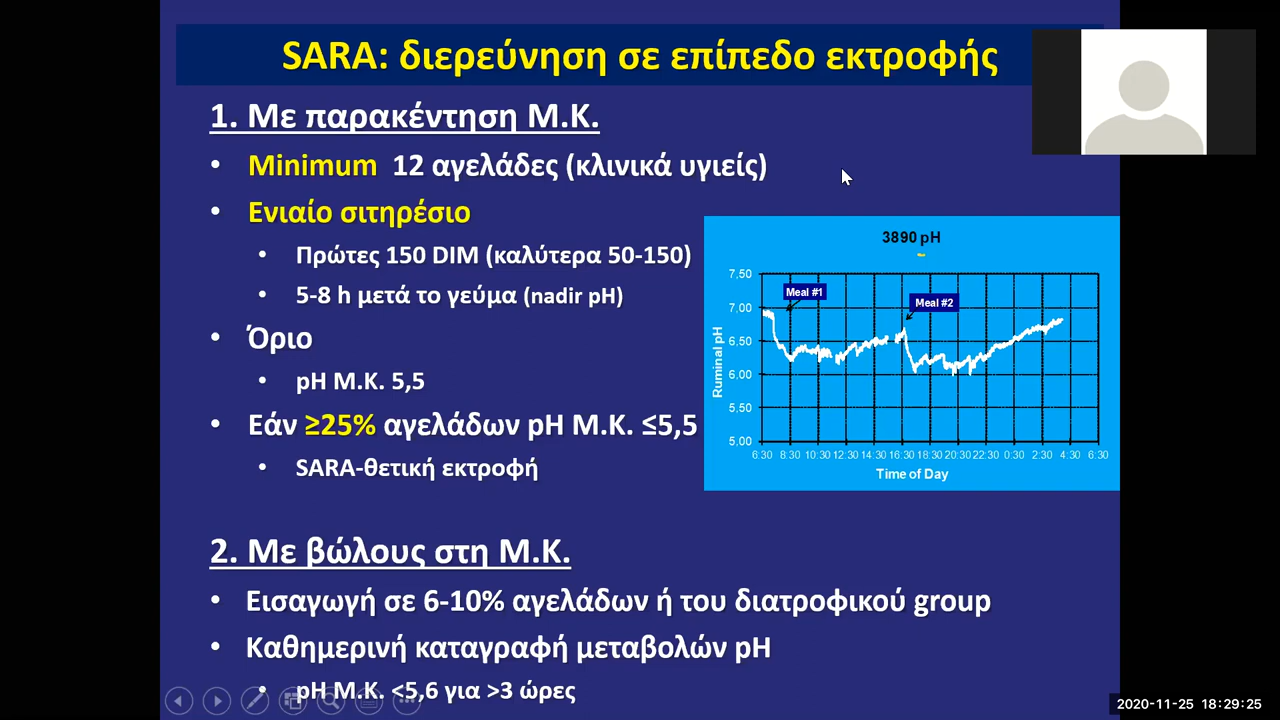 SARA: διερεύνηση σε επίπεδο εκτροφής
1. Με παρακέντηση Μ.Κ.
• Minimum 12 αγελάδες (κλινικά υγιείς)
• Ενιαίο σιτηρέσιο
• Πρώτες 150 DIM (καλύτερα 50-150)
• 5-8 h μετά το γεύμα (nadir pH)
• Όριο
• pH Μ.Κ. 5,5
• Εάν ≥25% αγελάδων pH Μ.Κ. ≤5,5
• SARA-θετική εκτροφή
3890 pH
7,50
7,00
6,50
6,00
5,50
5,00
Ruminal pH
Meal #1
Meal #2
6:30 8:30 10:30 12:30 14:30 16:30 18:30 20:30 22:30 0:30 2:30 4:30 6:30
Time of Day
2. Με βώλους στη Μ.Κ.
• Εισαγωγή σε 6-10% αγελάδων ή του διατροφικού group
• Καθημερινή καταγραφή μεταβολών pH
• pH Μ.Κ. <5,6 για >3 ώρες
2020-11-25 18:29:25